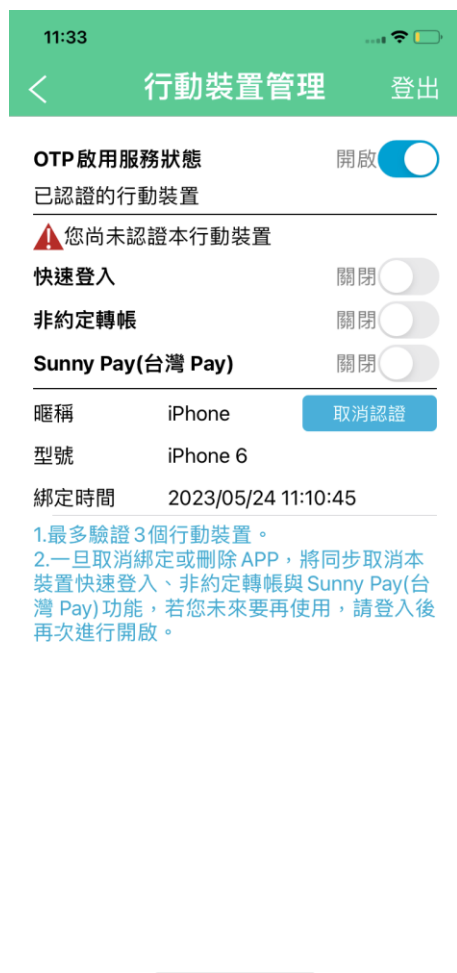 11:33
行動裝置管理 登出
OTP啟用服務狀態 開啟
已認證的行動裝置
您尚未認證本行動裝置
快速登入 關閉
非約定轉帳 關閉
Sunny Pay(台灣 Pay) 關閉
暱稱 iPhone 取消認證
型號 iPhone 6
綁定時間 2023/05/24 11:10:45
1.最多驗證3個行動裝置。
2.一旦取消綁定或刪除APP，將同步取消本
裝置快速登入、非約定轉帳與Sunny Pay(台
灣 Pay)功能，若您未來要再使用，請登入後
再次進行開啟。